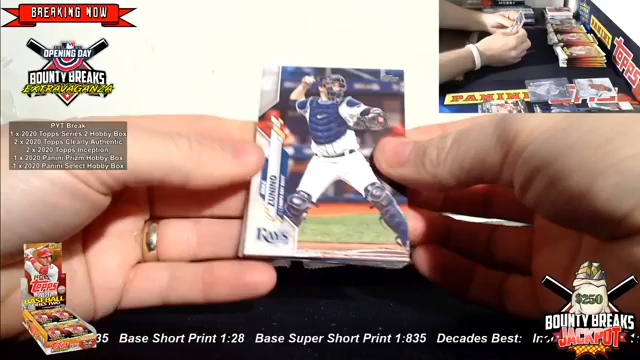 BREAKING NOW
OPENING DAY
BOUNTY BREAKS
EXTRAVAGANZA
PYT Break
1 x 2020 Topps Series 2 Hobby Box
2 x 2020 Topps Clearly Authentic
2 x 2020 Topps Inception
1 x 2020 Panini Prizm Hobby Box
1 x 2020 Panini Select Hobby Box
ZUNINO
Rays
PANINI
topps
Topps
BASEBALL
$250
BOUNTY BREAKS
JACKPOT
35 Base Short Print 1:28 Base Super Short Print 1:835 Decades Best: